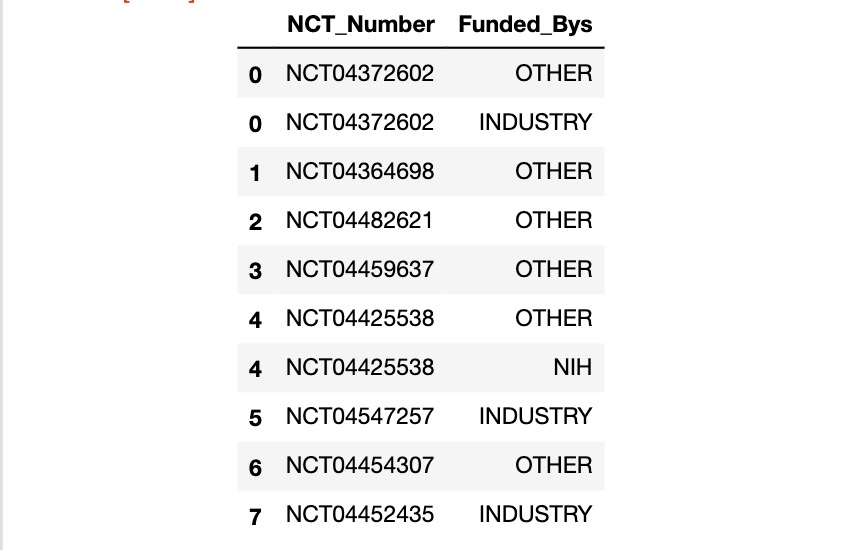 NCT_Number Funded_Bys
0 NCT04372602 OTHER
0 NCT04372602 INDUSTRY
1 NCT04364698 OTHER
2 NCT04482621 OTHER
3 NCT04459637 OTHER
4 NCT04425538 OTHER
4 NCT04425538 NIH
5 NCT04547257 INDUSTRY
6 NCT04454307 OTHER
7 NCT04452435 INDUSTRY